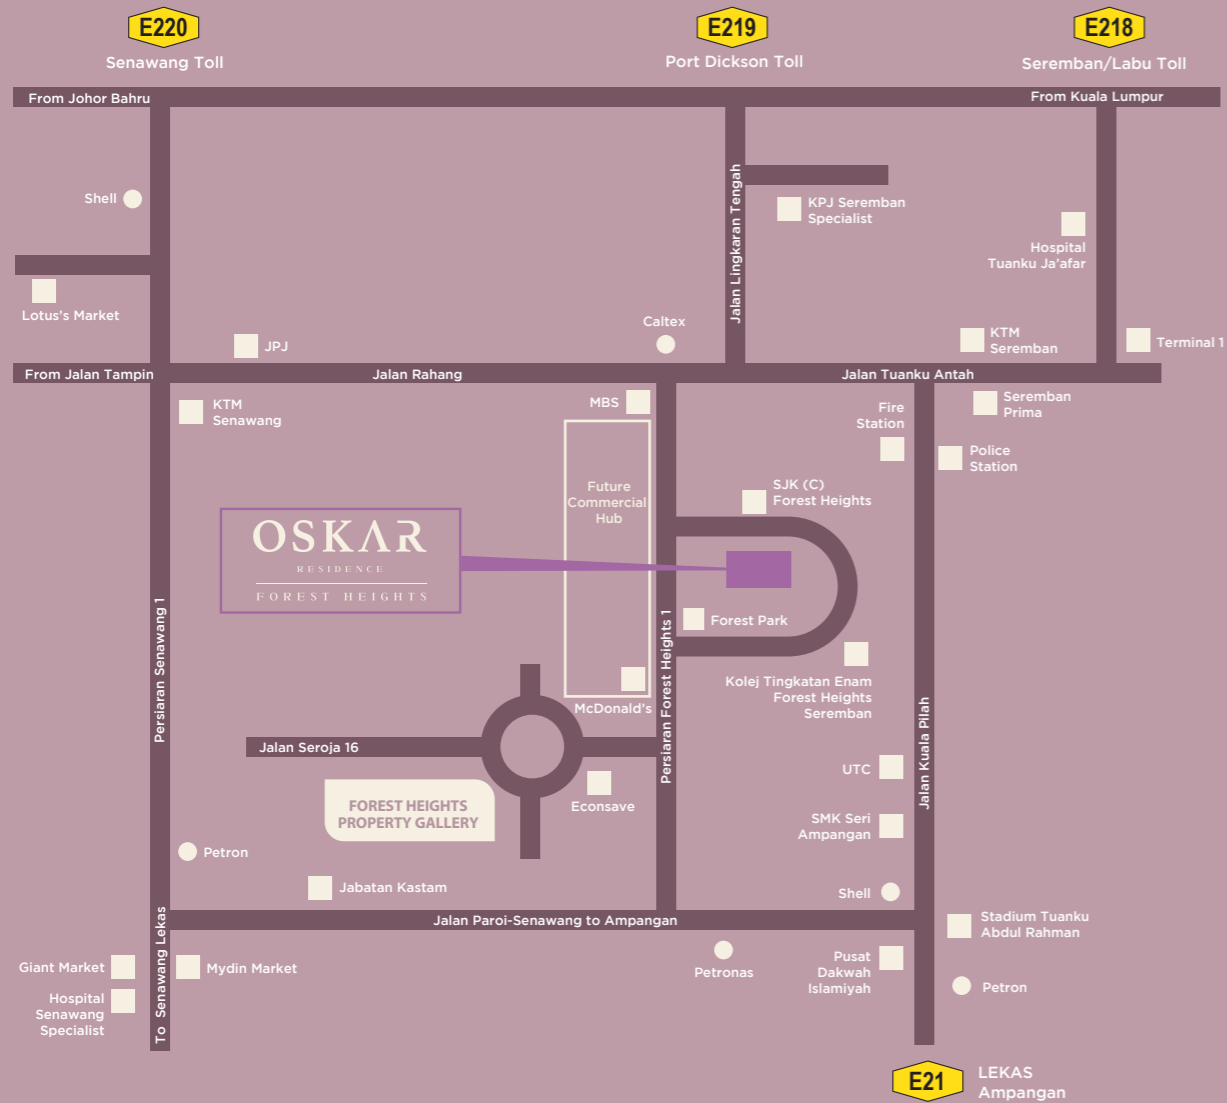 E220
Senawang Toll
E219
Port Dickson Toll
E218
Seremban/Labu Toll
From Johor Bahru
From Kuala Lumpur
Shell
Jalan Lingkaran Tengah
KPJ Seremban
Specialist
Hospital
Tuanku Ja'afar
Lotus's Market
JPJ
Caltex
KTM
Seremban
Terminal 1
From Jalan Tampin
Jalan Rahang
Jalan Tuanku Antah
KTM
Senawang
MBS
Fire
Station
Seremban
Prima
Police
Station
Future
Commercial
Hub
SJK (C)
Forest Heights
OSKAR
RESIDENCE
FOREST HEIGHTS
Persiaran Senawang 1
Persiaran Forest Heights 1
Forest Park
Kolej Tingkatan Enam
Forest Heights
Seremban
McDonald's
Jalan Kuala Pilah
Jalan Seroja 16
UTC
FOREST HEIGHTS
PROPERTY GALLERY
Econsave
SMK Seri
Ampangan
Petron
Jabatan Kastam
Shell
Jalan Paroi-Senawang to Ampangan
Stadium Tuanku
Abdul Rahman
To Senawang Lekas
Giant Market
Mydin Market
Petronas
Pusat
Dakwah
Islamiyah
Petron
Hospital
Senawang
Specialist
E21
LEKAS
Ampangan